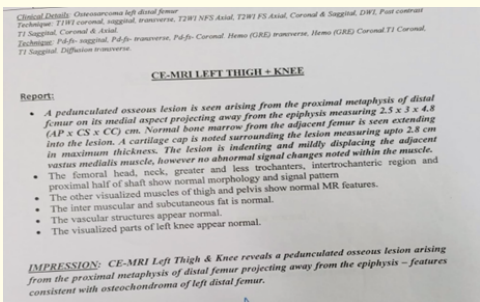 Clinical Details: Osteosarcoma left distal femur
Technique: T1WI coronal, saggital, transverse, T2WI NFS Axial, T2WI FS Axial, Coronal & Saggital, DWI, Post contrast
T1 Saggital, Coronal & Axial.
Technique: Pd-fs- saggital, Pd-fs- transverse, Pd-fs- Coronal. Hemo (GRE) transverse, Hemo (GRE) Coronal.T1 Coronal,
T1 Saggital. Diffusion transverse.
CE-MRI LEFT THIGH + KNEE
Report:
• A pedunculated osseous lesion is seen arising from the proximal metaphysis of distal
femur on its medial aspect projecting away from the epiphysis measuring 2.5 x 3 x 4.8
(AP x CS x CC) cm. Normal bone marrow from the adjacent femur is seen extending
into the lesion. A cartilage cap is noted surrounding the lesion measuring upto 2.8 cm
in maximum thickness. The lesion is indenting and mildly displacing the adjacent
vastus medialis muscle, however no abnormal signal changes noted within the muscle.
• The femoral head, neck, greater and less trochanters, intertrochanteric region and
proximal half of shaft show normal morphology and signal pattern
• The other visualized muscles of thigh and pelvis show normal MR features.
• The inter muscular and subcutaneous fat is normal.
• The vascular structures appear normal.
• The visualized parts of left knee appear normal.
IMPRESSION: CE-MRI Left Thigh & Knee reveals a pedunculated osseous lesion arising
from the proximal metaphysis of distal femur projecting away from the epiphysis – features
consistent with osteochondroma of left distal femur.